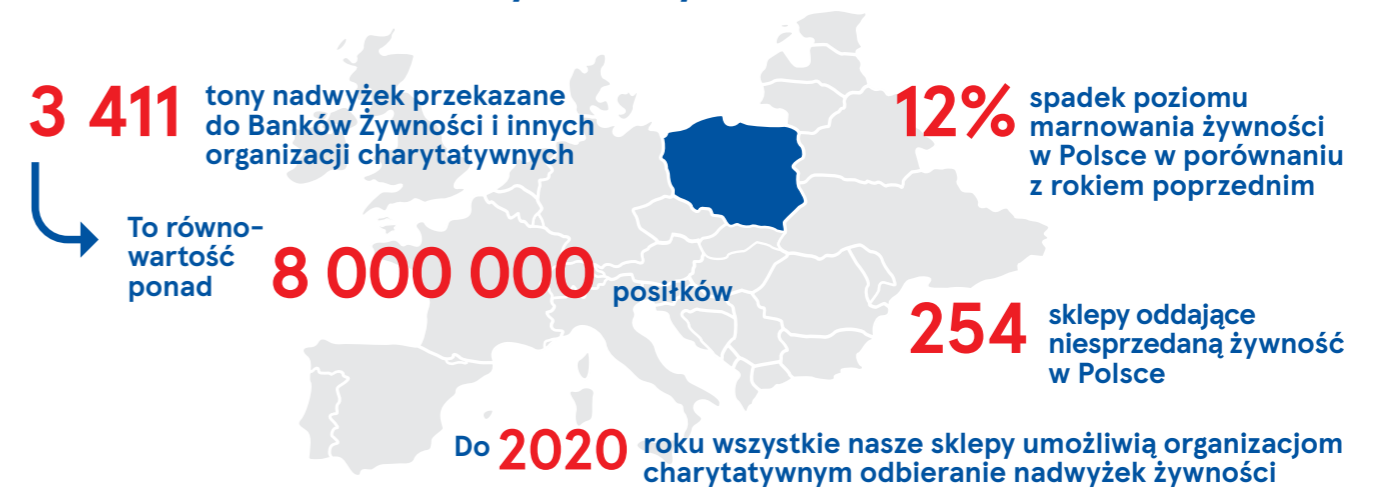 3 411
tony nadwyżek przekazane
do Banków Żywności i innych
organizacji charytatywnych
To równo-
wartość
ponad
8 000 000
posiłków
12%
spadek poziomu
marnowania żywności
w Polsce w porównaniu
z rokiem poprzednim
254
sklepy oddające
niesprzedaną żywność
w Polsce
Do 2020 roku wszystkie nasze sklepy umożliwią organizacjom
charytatywnym odbieranie nadwyżek żywności